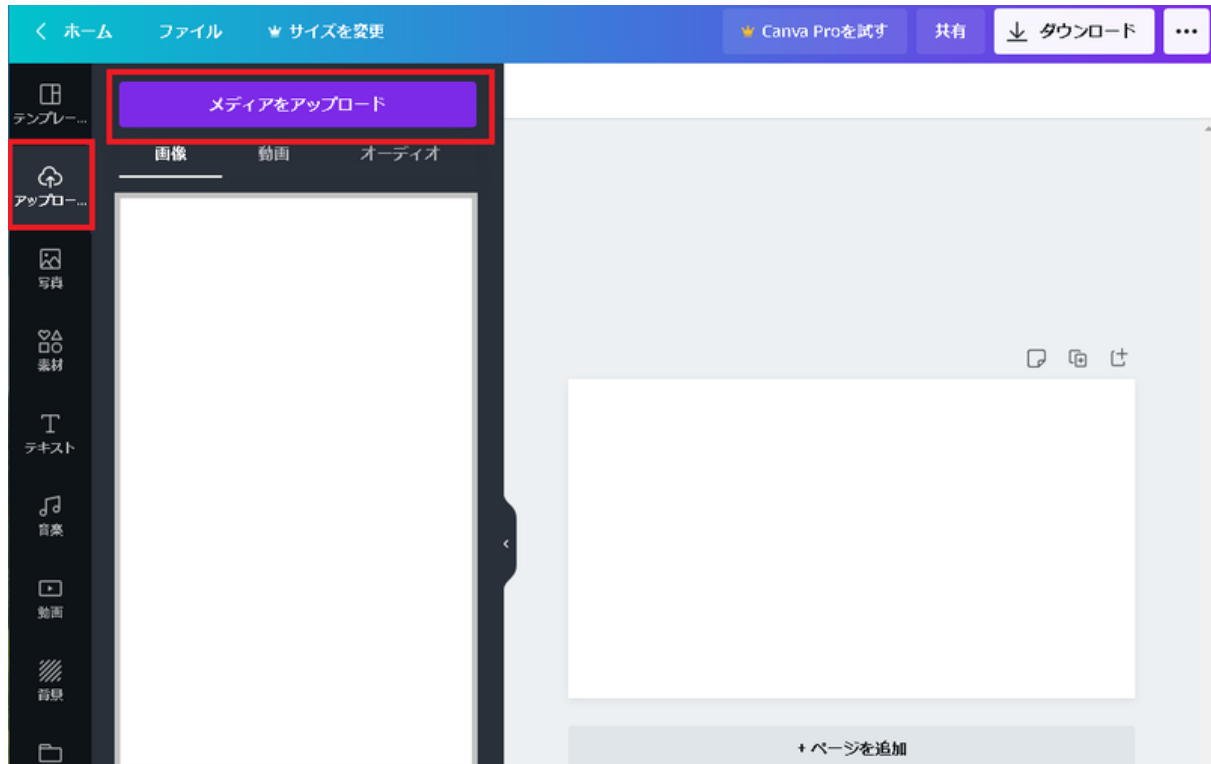 ホーム ファイル サイズを変更 Canva Proを試す 共有 ダウンロード
テンプレー...
アップロー...
写真
素材
テキスト
音楽
動画
背景
メディアをアップロード
画像 動画 オーディオ
+ ページを追加